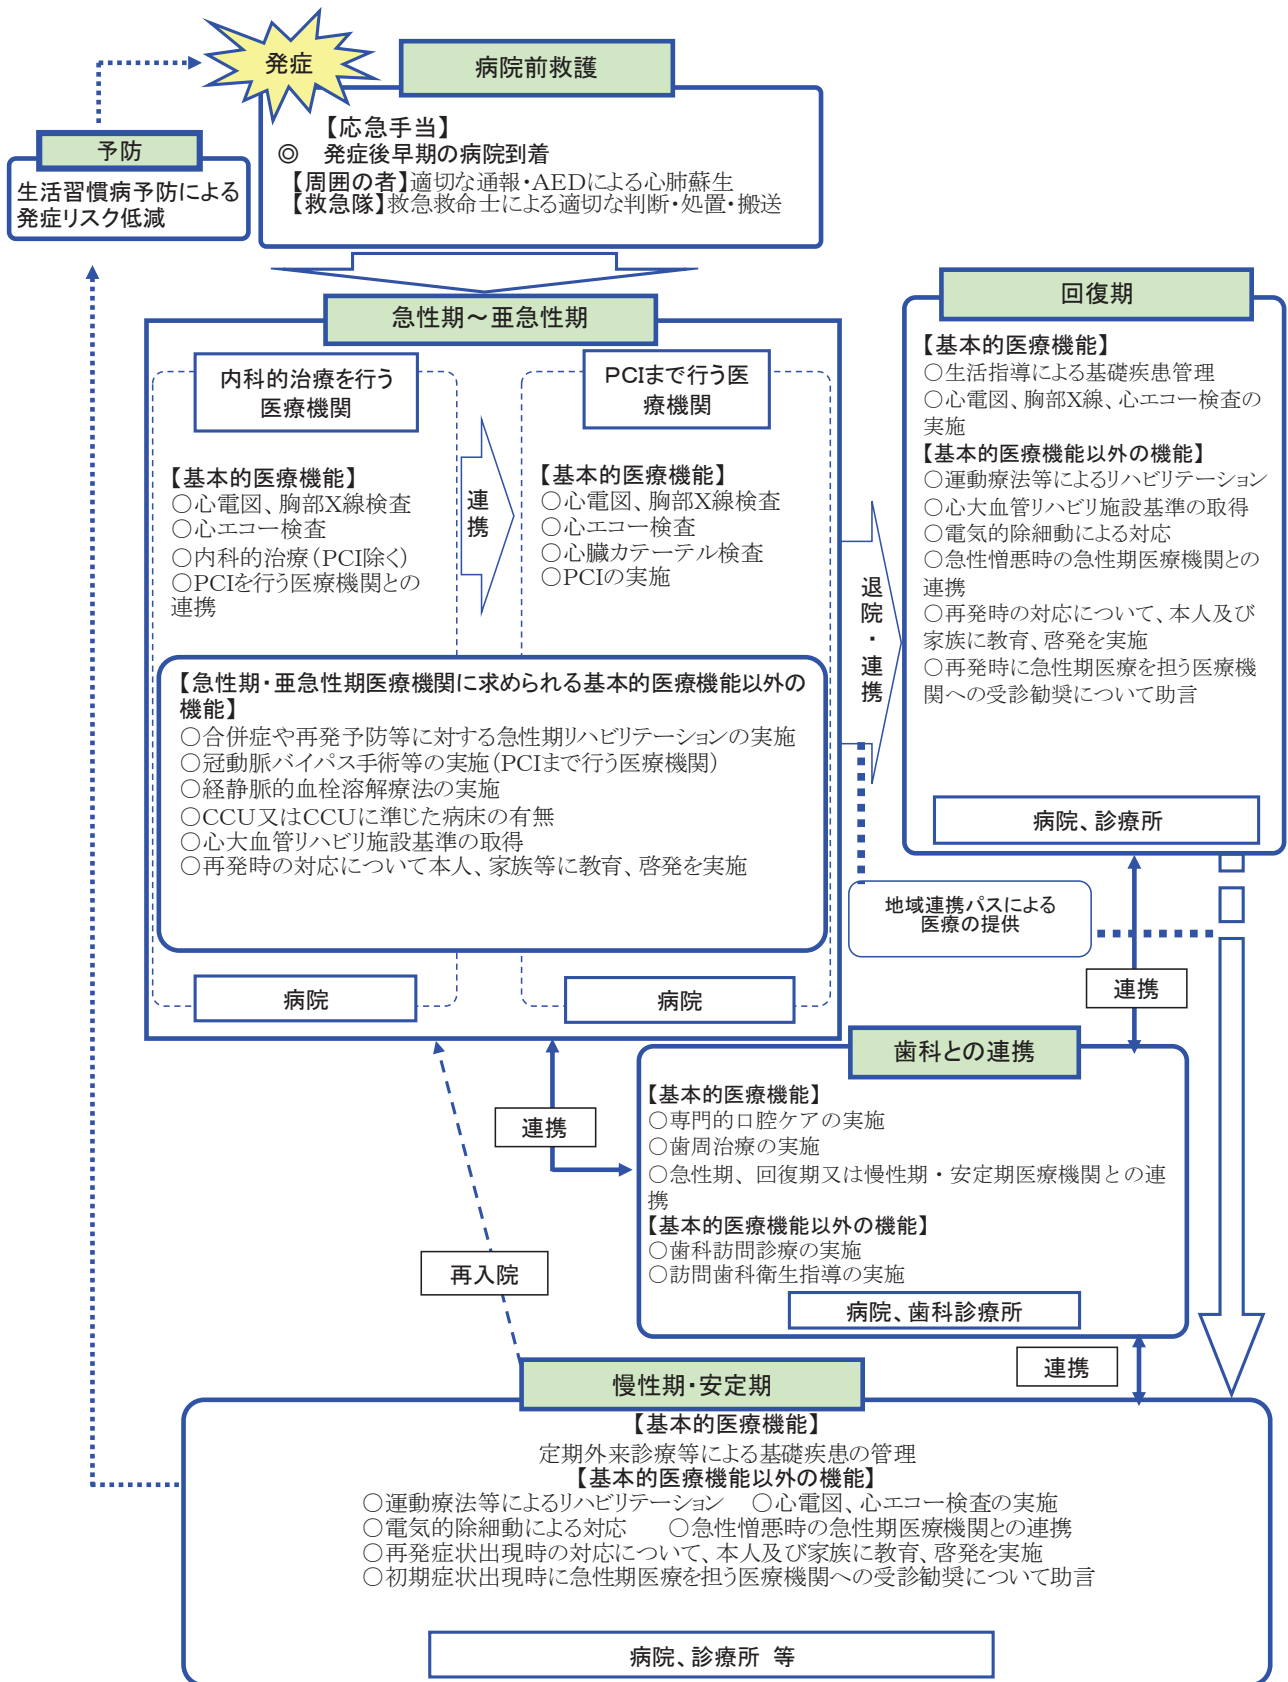 発症
病院前救護
【応急手当】
◎　発症後早期の病院到着
【周囲の者】適切な通報・AEDによる心肺蘇生
【救急隊】救急救命士による適切な判断・処置・搬送
予防
生活習慣病予防による
発症リスク低減
急性期～亜急性期
内科的治療を行う
医療機関
【基本的医療機能】
○心電図、胸部X線検査
○心エコー検査
○内科的治療（PCI除く）
○PCIを行う医療機関との
連携
連携
PCIまで行う医
療機関
【基本的医療機能】
○心電図、胸部X線検査
○心エコー検査
○心臓カテーテル検査
○PCIの実施
【急性期・亜急性期医療機関に求められる基本的医療機能以外の
機能】
○合併症や再発予防等に対する急性期リハビリテーションの実施
○冠動脈バイパス手術等の実施（PCIまで行う医療機関）
○経静脈的血栓溶解療法の実施
○CCU又はCCUに準じた病床の有無
○心大血管リハビリ施設基準の取得
○再発時の対応について本人、家族等に教育、啓発を実施
病院
病院
退院・連携
回復期
【基本的医療機能】
○生活指導による基礎疾患管理
○心電図、胸部X線、心エコー検査の
実施
【基本的医療機能以外の機能】
○運動療法等によるリハビリテーション
○心大血管リハビリ施設基準の取得
○電気的除細動による対応
○急性憎悪時の急性期医療機関との
連携
○再発時の対応について、本人及び
家族に教育、啓発を実施
○再発時に急性期医療を担う医療機
関への受診勧奨について助言
病院、診療所
地域連携パスによる
医療の提供
連携
歯科との連携
【基本的医療機能】
○専門的口腔ケアの実施
○歯周治療の実施
○急性期、回復期又は慢性期・安定期医療機関との連
携
【基本的医療機能以外の機能】
○歯科訪問診療の実施
○訪問歯科衛生指導の実施
病院、歯科診療所
連携
再入院
連携
慢性期・安定期
【基本的医療機能】
定期外来診療等による基礎疾患の管理
【基本的医療機能以外の機能】
○運動療法等によるリハビリテーション　○心電図、心エコー検査の実施
○電気的除細動による対応　○急性憎悪時の急性期医療機関との連携
○再発症状出現時の対応について、本人及び家族に教育、啓発を実施
○初期症状出現時に急性期医療を担う医療機関への受診勧奨について助言
病院、診療所　等